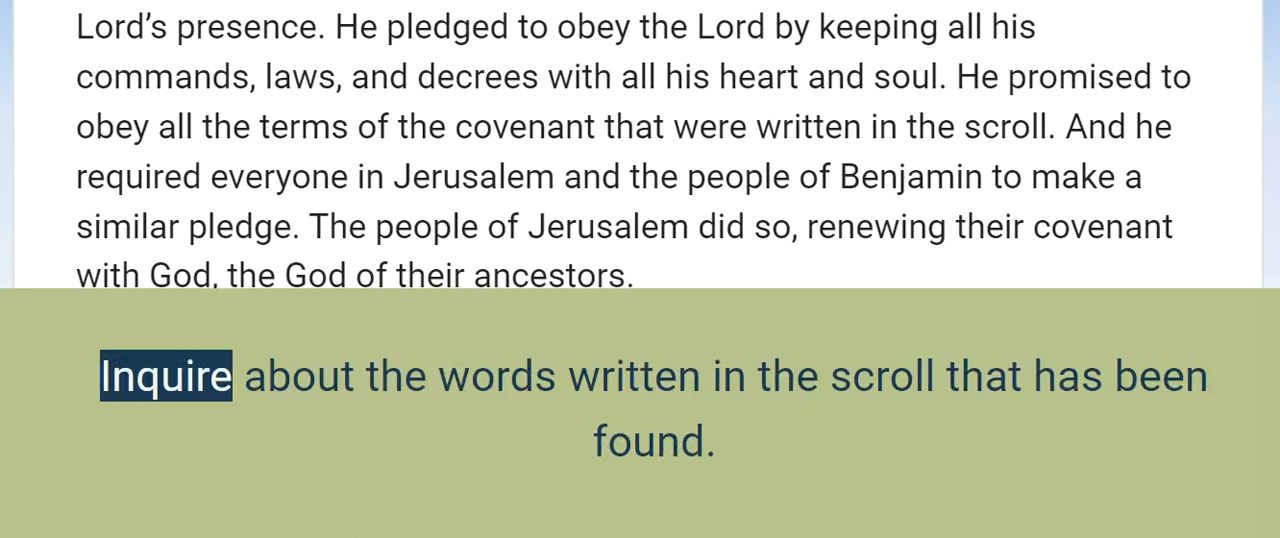 Lord’s presence. He pledged to obey the Lord by keeping all his
commands, laws, and decrees with all his heart and soul. He promised to
obey all the terms of the covenant that were written in the scroll. And he
required everyone in Jerusalem and the people of Benjamin to make a
similar pledge. The people of Jerusalem did so, renewing their covenant
with God, the God of their ancestors.
Inquire about the words written in the scroll that has been
found.